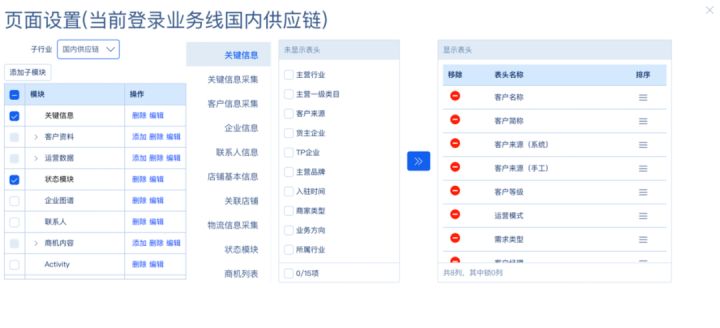 页面设置(当前登录业务线国内供应链)
子行业 国内供应链
添加子模块
模块 操作
关键信息 删除 编辑
客户资料 添加 删除 编辑
运营数据 添加 删除 编辑
状态模块 删除 编辑
企业图谱 删除 编辑
联系人 删除 编辑
商机内容 添加 删除 编辑
Activity 删除 编辑
关键信息
关键信息采集
客户信息采集
企业信息
联系人信息
店铺基本信息
关联店铺
物流信息采集
状态模块
商机列表
未显示表头
主营行业
主营一级类目
客户来源
货主企业
TP企业
主营品牌
入驻时间
商家类型
业务方向
所属行业
0/15项
显示表头
移除 表头名称 排序
客户名称
客户简称
客户来源（系统）
客户来源（手工）
客户等级
运营模式
需求类型
客户经理
共8列，其中锁0列